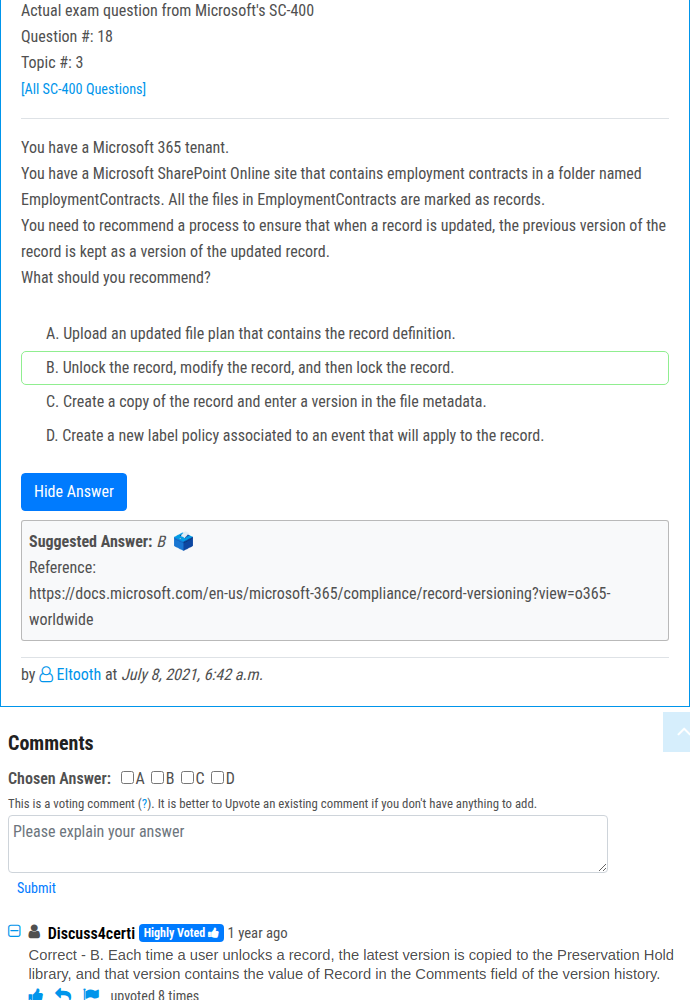 Actual exam question from Microsoft's SC-400
Question #: 18
Topic #: 3
[All SC-400 Questions]
You have a Microsoft 365 tenant.
You have a Microsoft SharePoint Online site that contains employment contracts in a folder named
EmploymentContracts. All the files in EmploymentContracts are marked as records.
You need to recommend a process to ensure that when a record is updated, the previous version of the
record is kept as a version of the updated record.
What should you recommend?
A. Upload an updated file plan that contains the record definition.
B. Unlock the record, modify the record, and then lock the record.
C. Create a copy of the record and enter a version in the file metadata.
D. Create a new label policy associated to an event that will apply to the record.
Hide Answer
Suggested Answer: B
Reference:
https://docs.microsoft.com/en-us/microsoft-365/compliance/record-versioning?view=o365-
worldwide
by Eltooth at July 8, 2021, 6:42 a.m.
Comments
Chosen Answer: A B C D
This is a voting comment (?). It is better to Upvote an existing comment if you don't have anything to add.
Please explain your answer
Submit
Discuss4certi Highly Voted 1 year ago
Correct - B. Each time a user unlocks a record, the latest version is copied to the Preservation Hold
library, and that version contains the value of Record in the Comments field of the version history.
upvoted 8 times